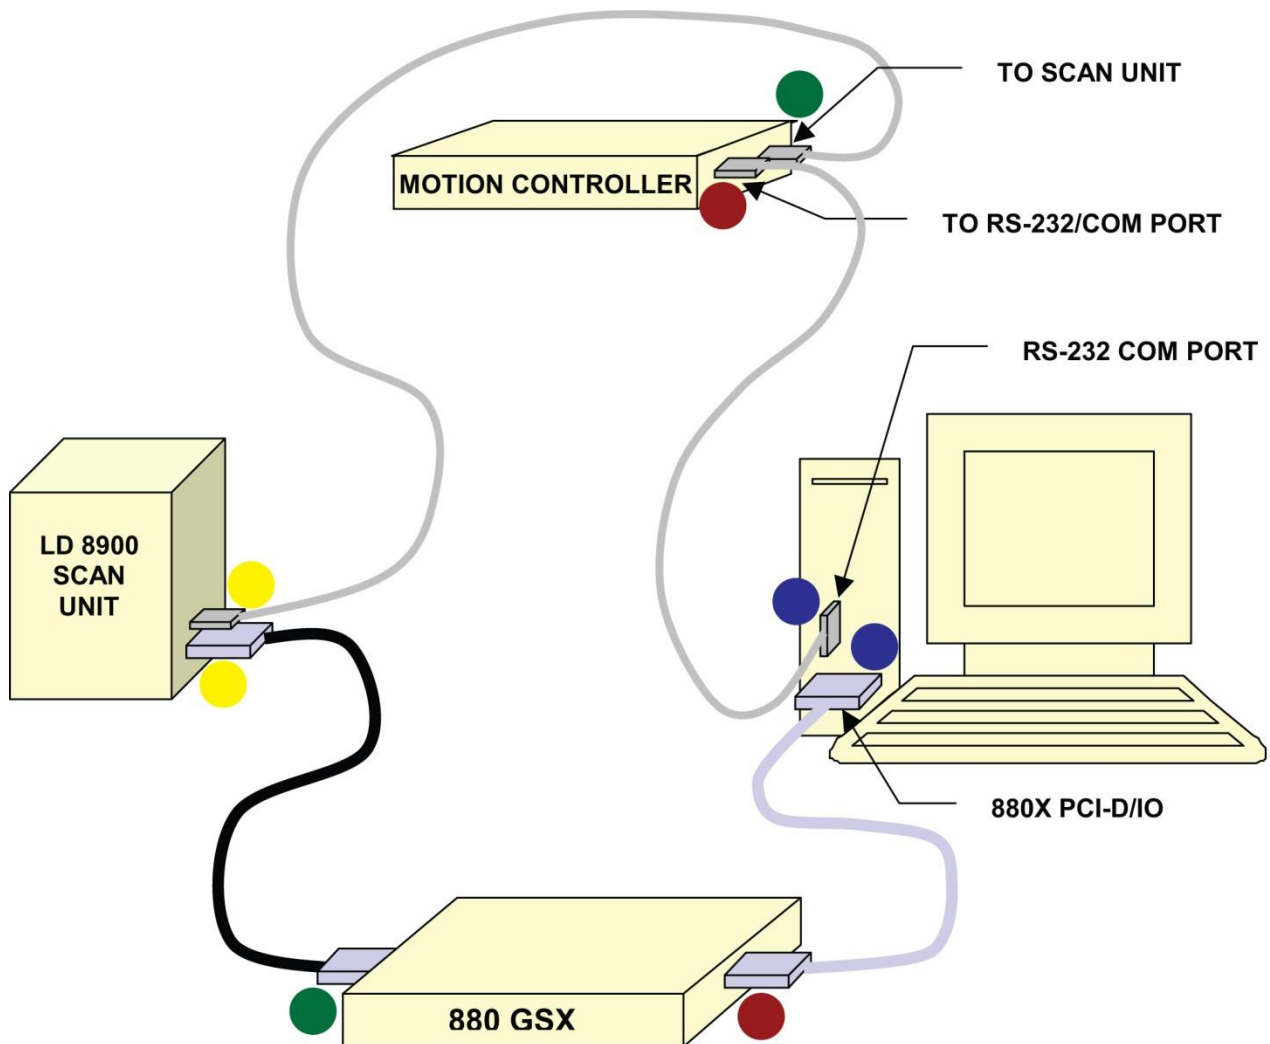 TO SCAN UNIT
MOTION CONTROLLER
TO RS-232/COM PORT
RS-232 COM PORT
LD 8900
SCAN
UNIT
880X PCI-D/IO
880 GSX